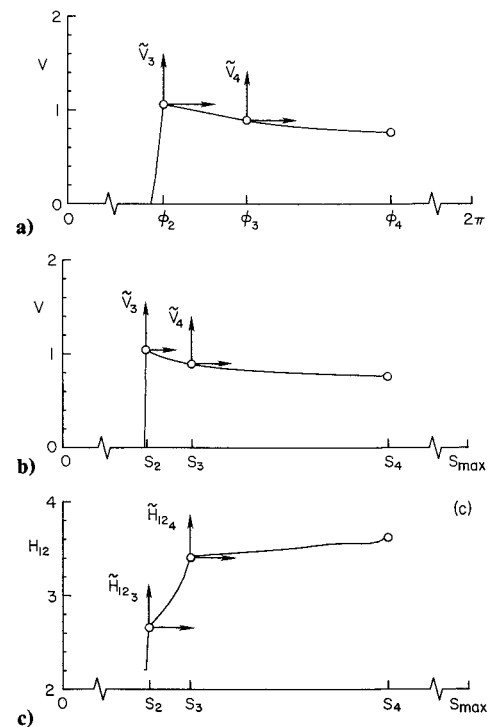 2
Ṽ₃
Ṽ₄
V
1
0
0
ϕ₂
ϕ₃
ϕ₄
2π
a)
2
Ṽ₃
Ṽ₄
V
1
0
0
S₂
S₃
S₄
Smax
b)
4
(c)
H̃₁₂₄
H₁₂
3
H̃₁₂₃
2
0
S₂
S₃
S₄
Smax
c)